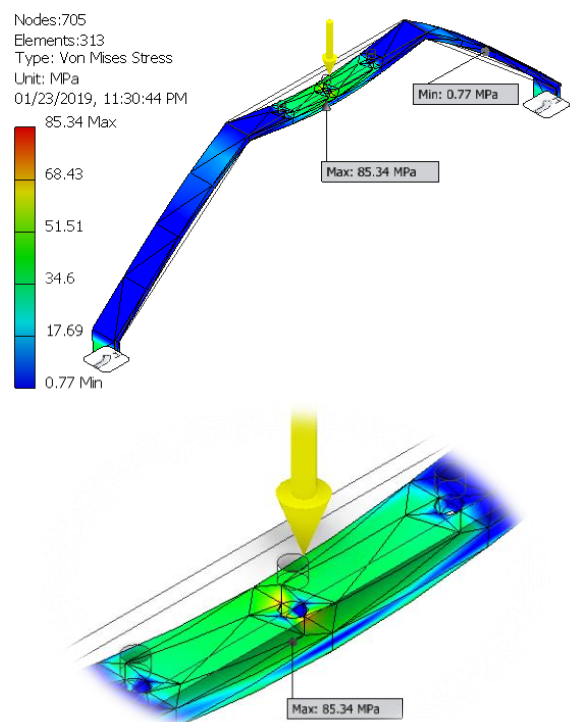 Nodes:705
Elements:313
Type: Von Mises Stress
Unit: MPa
01/23/2019, 11:30:44 PM
85.34 Max
68.43
51.51
34.6
17.69
0.77 Min
Min: 0.77 MPa
Max: 85.34 MPa
Max: 85.34 MPa